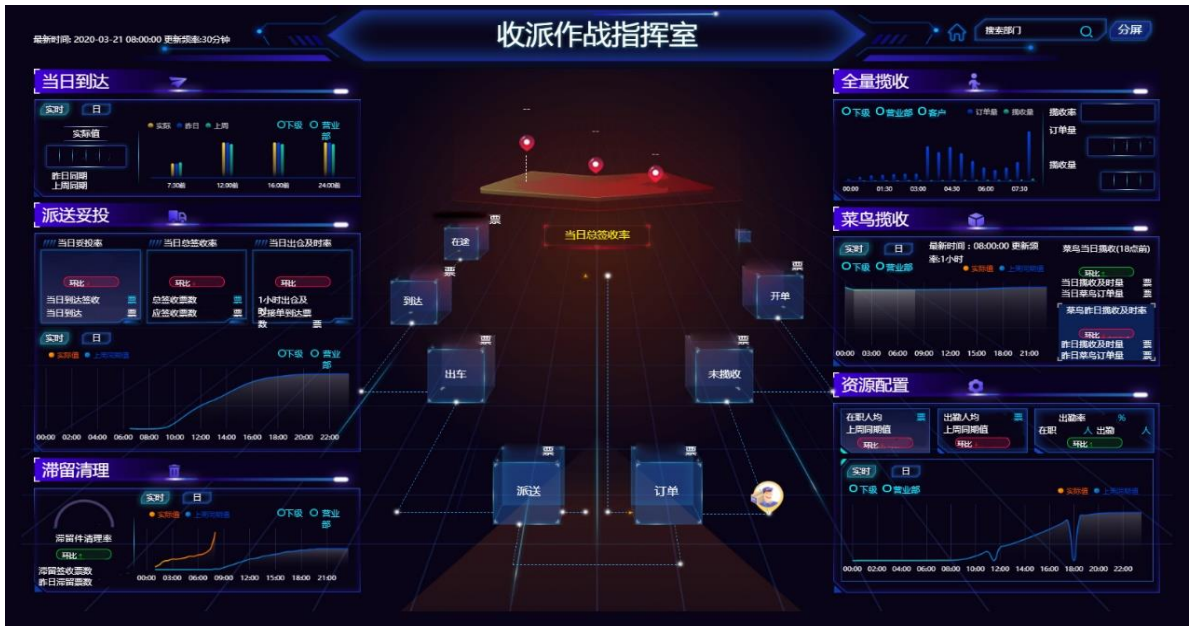 最新时间: 2020-03-21 08:00:00 更新频率:30分钟
收派作战指挥室
搜索部门
分屏
当日到达
实时 日
实际 昨日 上周
下级 营业部
实际值
昨日同期
上周同期
7:30前 12:00前 16:00前 24:00前
派送妥投
当日妥投率 当日总签收率 当日出仓及时率
环比: 环比: 环比:
当日到达签收 票 总签收票数 票 1小时出仓及
当日到达 票 应签收票数 票
票
实时 日
实际值 上周同期值
下级 营业部
00:00 02:00 04:00 06:00 08:00 10:00 12:00 14:00 16:00 18:00 20:00 22:00
滞留清理
实时 日
实际值 上周同期值
下级 营业部
滞留件清理率
环比:
滞留签收票数
昨日滞留票数
00:00 03:00 06:00 09:00 12:00 15:00 18:00 21:00
--
--
--
当日总签收率
票
在途
票
到达
票
出车
票
派送
票
开单
票
未揽收
票
订单
全量揽收
下级 营业部 客户
订单量 揽收量
揽收率
订单量
揽收量
00:00 01:30 03:00 04:30 06:00 07:30
菜鸟揽收
实时 日
最新时间：08:00:00 更新频
率:1小时
下级 营业部
实际值 上周同期值
菜鸟当日揽收(18点前)
环比:
当日揽收及时量 票
当日菜鸟订单量 票
菜鸟昨日揽收及时率
环比:
昨日揽收及时量 票
昨日菜鸟订单量 票
00:00 03:00 06:00 09:00 12:00 15:00 18:00 21:00
资源配置
在职人均 票
上周同期值
环比:
出勤人均 票
上周同期值
环比:
出勤率 %
在职 人 出勤 人
环比:
实时 日
下级 营业部
实际值 上周同期值
00:00 02:00 04:00 06:00 08:00 10:00 12:00 14:00 16:00 18:00 20:00 22:00